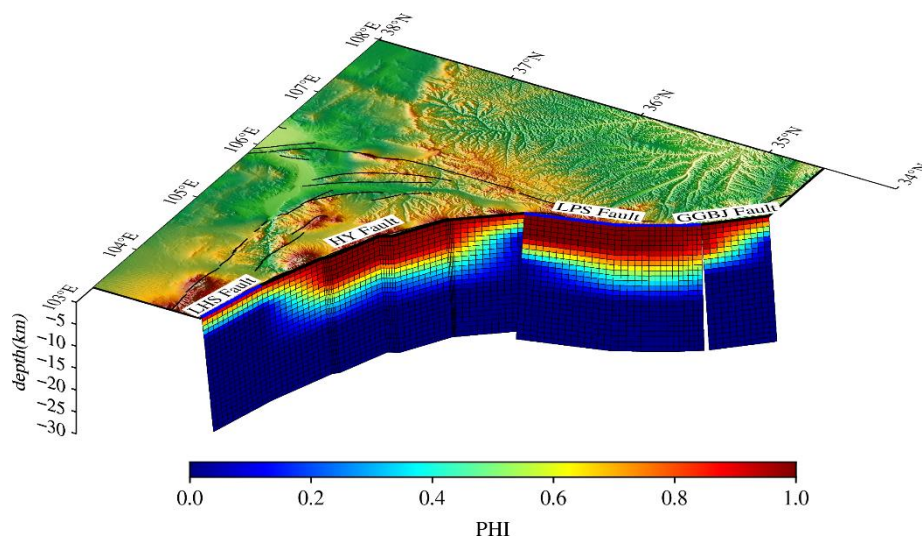 108°E
38°N
107°E
37°N
106°E
36°N
105°E
35°N
104°E
34°N
103°E
LPS Fault
GGBJ Fault
HY Fault
LHS Fault
depth(km)
−5
−10
−15
−20
−25
−30
0.0 0.2 0.4 0.6 0.8 1.0
PHI